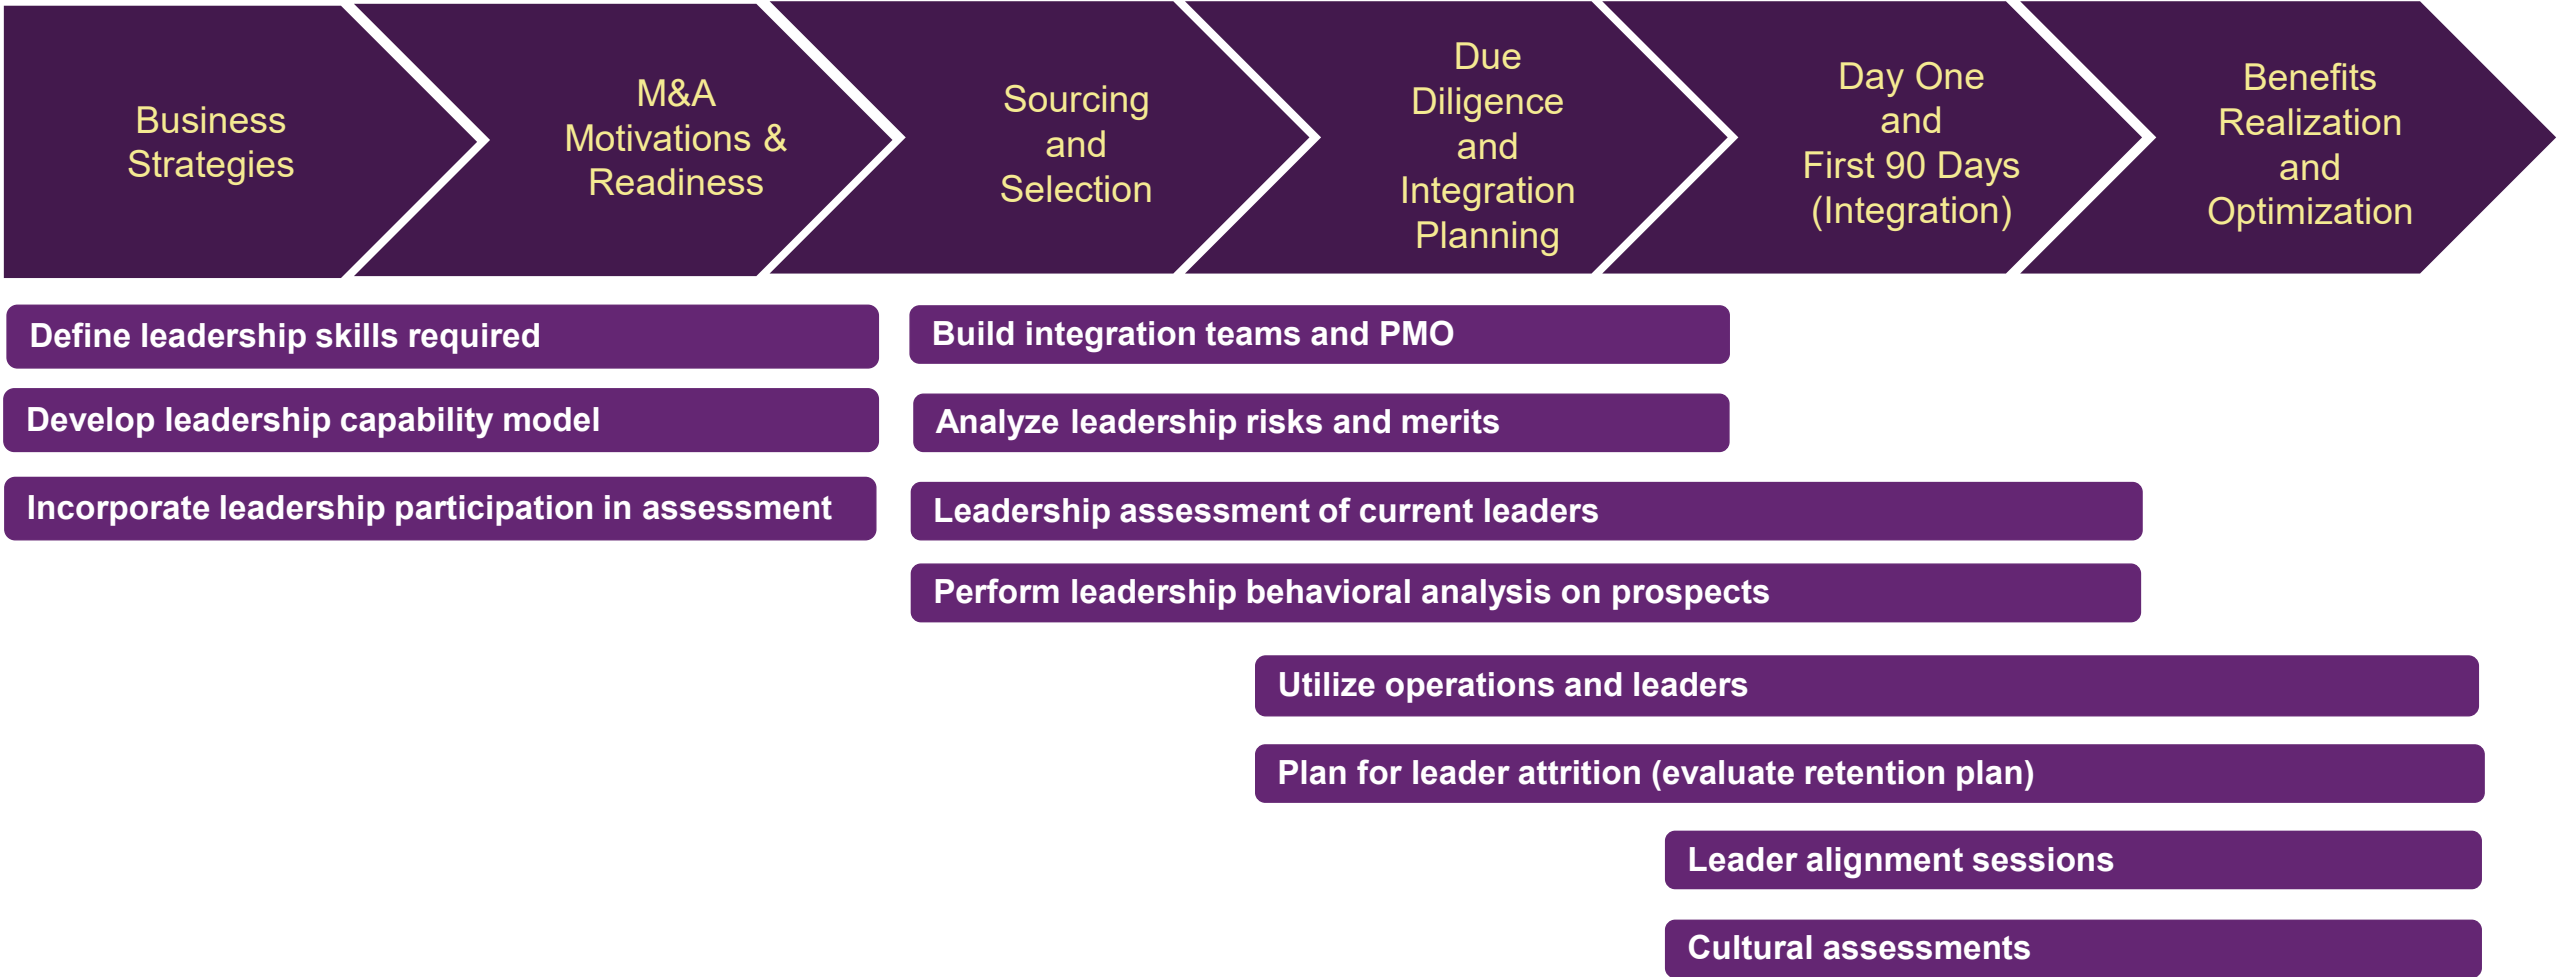 Business
Strategies
M&A
Motivations &
Readiness
Sourcing
and
Selection
Due
Diligence
and
Integration
Planning
Day One
and
First 90 Days
(Integration)
Benefits
Realization
and
Optimization
Define leadership skills required
Develop leadership capability model
Incorporate leadership participation in assessment
Build integration teams and PMO
Analyze leadership risks and merits
Leadership assessment of current leaders
Perform leadership behavioral analysis on prospects
Utilize operations and leaders
Plan for leader attrition (evaluate retention plan)
Leader alignment sessions
Cultural assessments